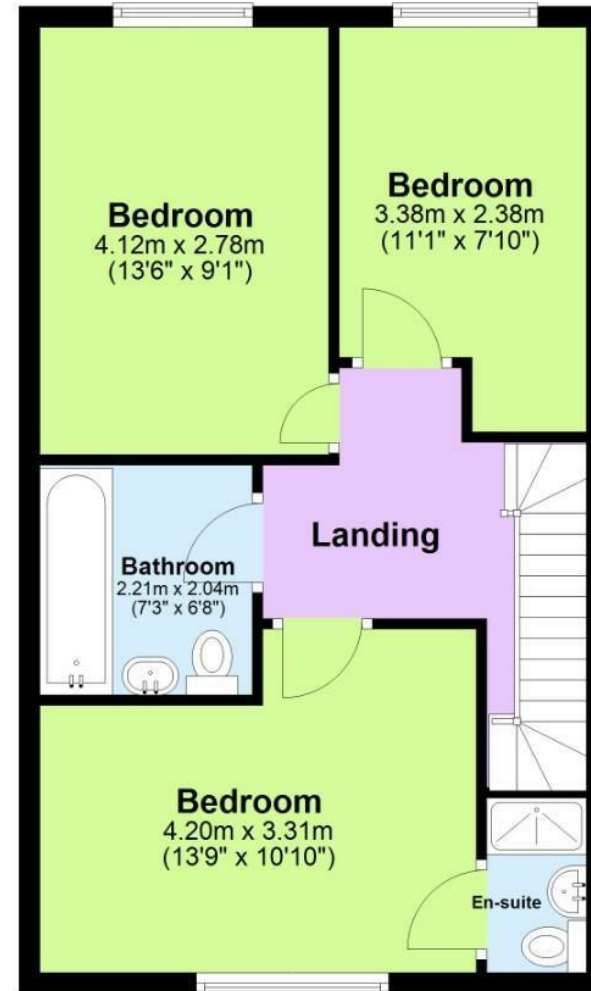 Bedroom
4.12m x 2.78m
(13'6" x 9'1")
Bedroom
3.38m x 2.38m
(11'1" x 7'10")
Landing
Bathroom
2.21m x 2.04m
(7'3" x 6'8")
Bedroom
4.20m x 3.31m
(13'9" x 10'10")
En-suite